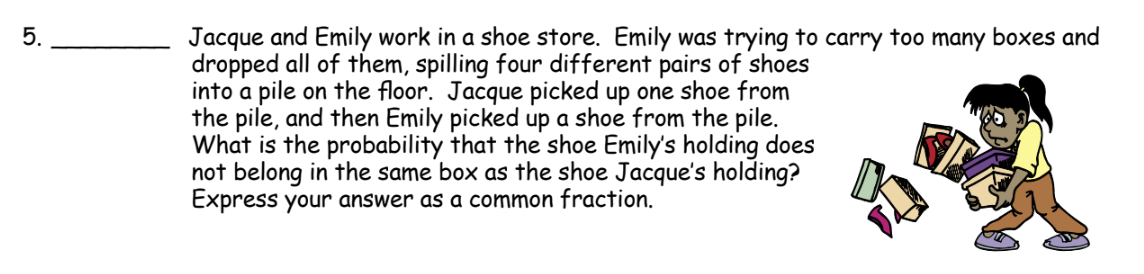 5. _________ Jacque and Emily work in a shoe store. Emily was trying to carry too many boxes and
dropped all of them, spilling four different pairs of shoes
into a pile on the floor. Jacque picked up one shoe from
the pile, and then Emily picked up a shoe from the pile.
What is the probability that the shoe Emily's holding does
not belong in the same box as the shoe Jacque's holding?
Express your answer as a common fraction.